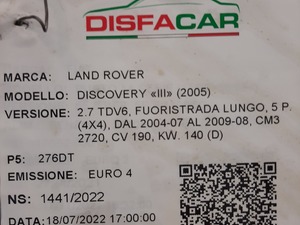 DISFACAR
MARCA: LAND ROVER
MODELLO: DISCOVERY «III» (2005)
VERSIONE: 2.7 TDV6, FUORISTRADA LUNGO, 5 P.
(4X4), DAL 2004-07 AL 2009-08, CM3
2720, CV 190, KW. 140 (D)
P5: 276DT
EMISSIONE: EURO 4
NS: 1441/2022
DATA: 18/07/2022 17:00:00